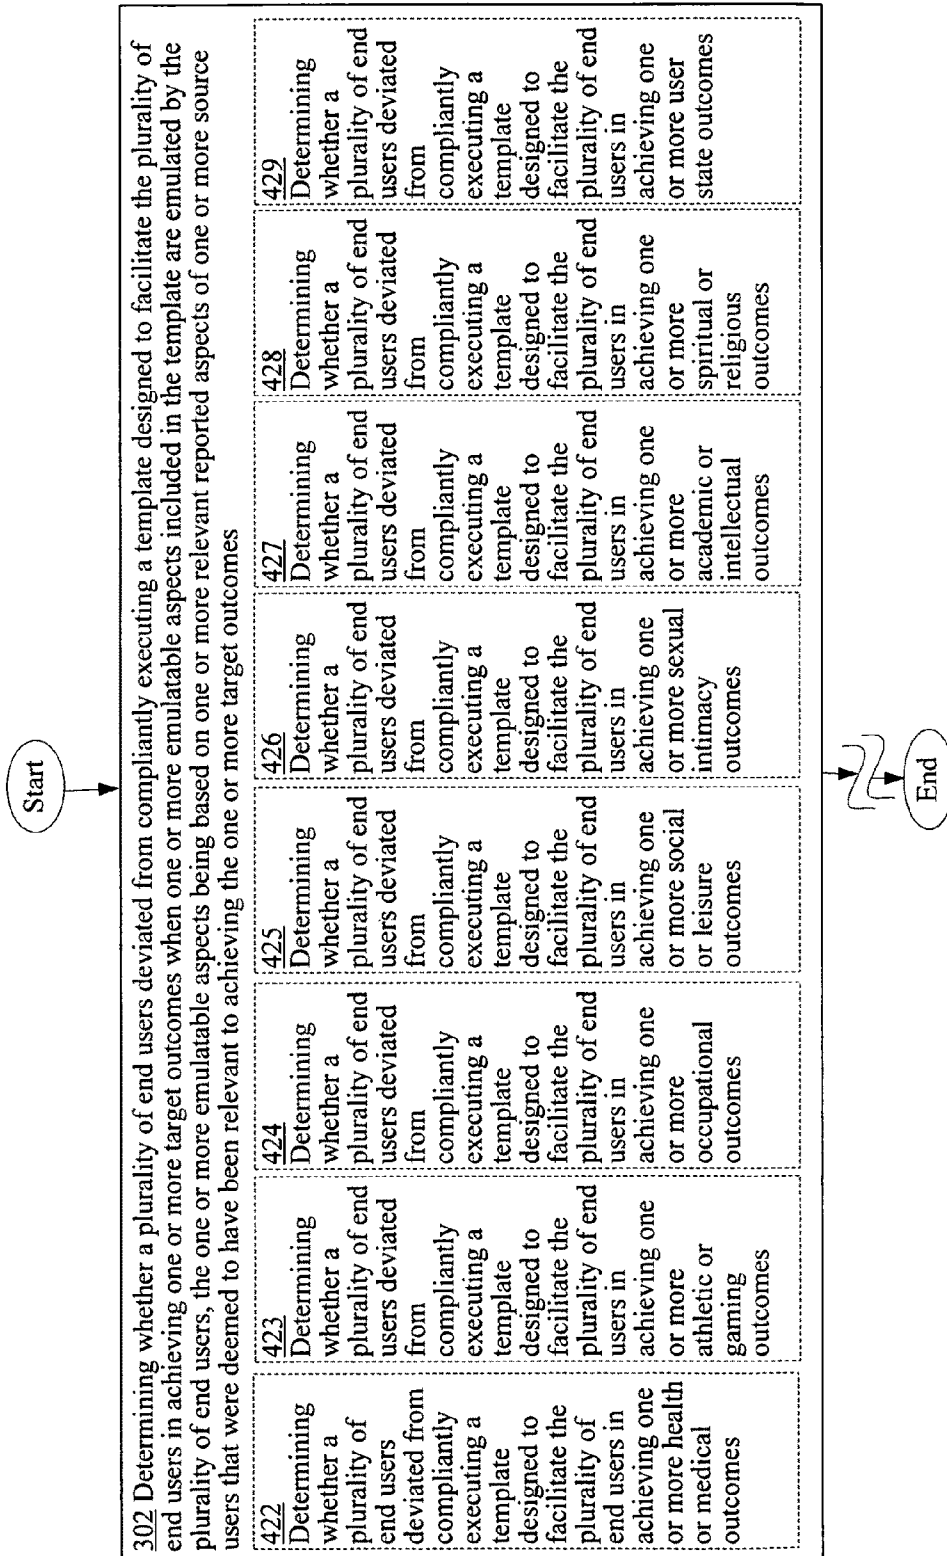 Start
302 Determining whether a plurality of end users deviated from compliantly executing a template designed to facilitate the plurality of
end users in achieving one or more target outcomes when one or more emulatable aspects included in the template are emulated by the
plurality of end users, the one or more emulatable aspects being based on one or more relevant reported aspects of one or more source
users that were deemed to have been relevant to achieving the one or more target outcomes
422
Determining
whether a
plurality of
end users
deviated from
compliantly
executing a
template
designed to
facilitate the
plurality of
end users in
achieving one
or more health
or medical
outcomes
423
Determining
whether a
plurality of end
users deviated
from
compliantly
executing a
template
designed to
facilitate the
plurality of end
users in
achieving one
or more
athletic or
gaming
outcomes
424
Determining
whether a
plurality of end
users deviated
from
compliantly
executing a
template
designed to
facilitate the
plurality of end
users in
achieving one
or more
occupational
outcomes
425
Determining
whether a
plurality of end
users deviated
from
compliantly
executing a
template
designed to
facilitate the
plurality of end
users in
achieving one
or more social
or leisure
outcomes
426
Determining
whether a
plurality of end
users deviated
from
compliantly
executing a
template
designed to
facilitate the
plurality of end
users in
achieving one
or more sexual
intimacy
outcomes
427
Determining
whether a
plurality of end
users deviated
from
compliantly
executing a
template
designed to
facilitate the
plurality of end
users in
achieving one
or more
academic or
intellectual
outcomes
428
Determining
whether a
plurality of end
users deviated
from
compliantly
executing a
template
designed to
facilitate the
plurality of end
users in
achieving one
or more
spiritual or
religious
outcomes
429
Determining
whether a
plurality of end
users deviated
from
compliantly
executing a
template
designed to
facilitate the
plurality of end
users in
achieving one
or more user
state outcomes
End